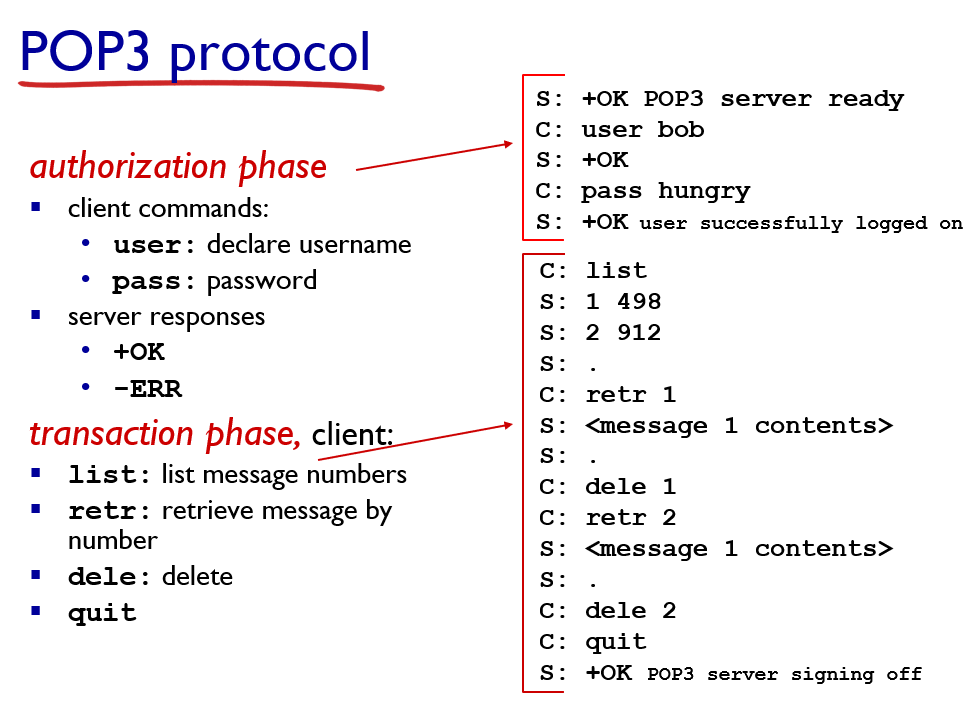 POP3 protocol
authorization phase
▪ client commands:
• user: declare username
• pass: password
▪ server responses
• +OK
• -ERR
transaction phase, client:
▪ list: list message numbers
▪ retr: retrieve message by
number
▪ dele: delete
▪ quit
S: +OK POP3 server ready
C: user bob
S: +OK
C: pass hungry
S: +OK user successfully logged on
C: list
S: 1 498
S: 2 912
S: .
C: retr 1
S: <message 1 contents>
S: .
C: dele 1
C: retr 2
S: <message 1 contents>
S: .
C: dele 2
C: quit
S: +OK POP3 server signing off